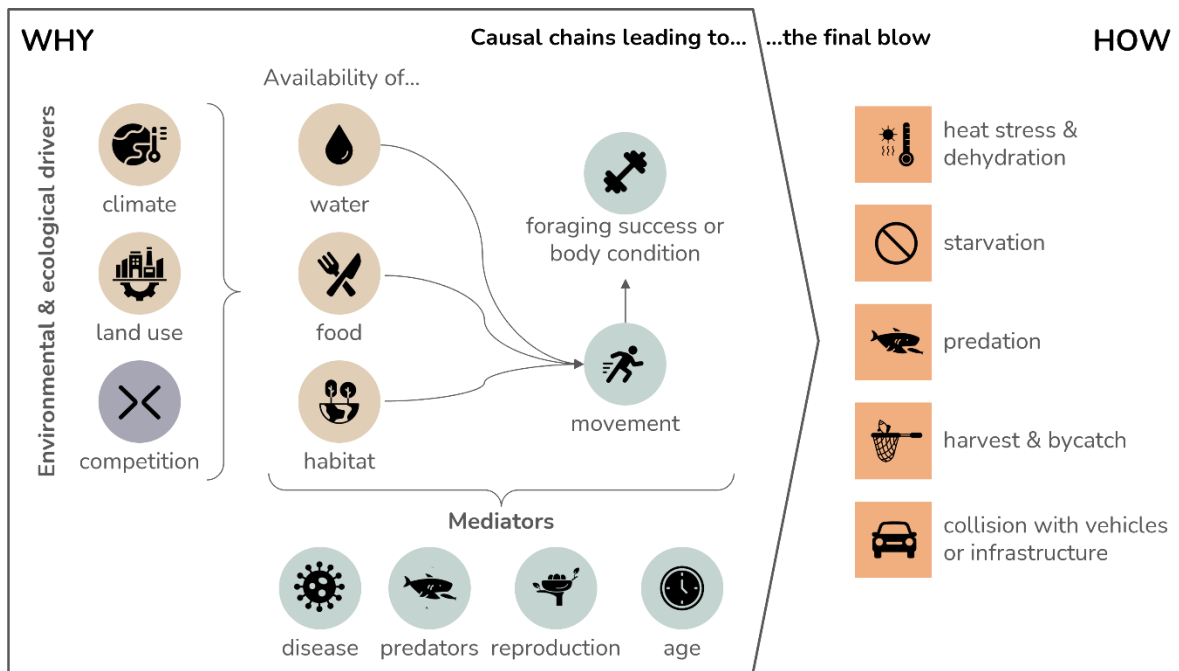 WHY
Causal chains leading to...
...the final blow
HOW
Environmental & ecological drivers
climate
land use
competition
Availability of...
water
food
habitat
foraging success or
body condition
movement
Mediators
disease
predators
reproduction
age
heat stress &
dehydration
starvation
predation
harvest & bycatch
collision with vehicles
or infrastructure